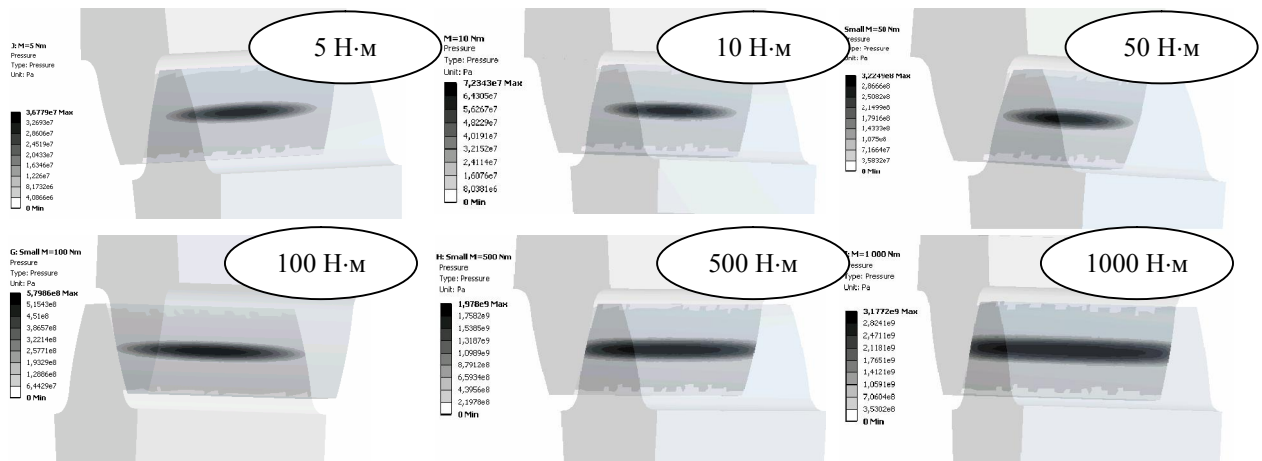 J: M=5 Nm
Pressure
Type: Pressure
Unit: Pa
3,6779e7 Max
3,2693e7
2,8606e7
2,4519e7
2,0433e7
1,6346e7
1,226e7
8,1732e6
4,0866e6
0 Min
5 Н·м
M=10 Nm
Pressure
Type: Pressure
Unit: Pa
7,2343e7 Max
6,4305e7
5,6267e7
4,8229e7
4,0191e7
3,2152e7
2,4114e7
1,6076e7
8,0381e6
0 Min
10 Н·м
Small M=50 Nm
Pressure
Type: Pressure
Unit: Pa
3,2249e8 Max
2,8666e8
2,5082e8
2,1499e8
1,7916e8
1,4333e8
1,075e8
7,1664e7
3,5832e7
0 Min
50 Н·м
G: Small M=100 Nm
Pressure
Type: Pressure
Unit: Pa
5,7986e8 Max
5,1543e8
4,51e8
3,8657e8
3,2214e8
2,5771e8
1,9329e8
1,2886e8
6,4429e7
0 Min
100 Н·м
H: Small M=500 Nm
Pressure
Type: Pressure
Unit: Pa
1,978e9 Max
1,7582e9
1,5385e9
1,3187e9
1,0989e9
8,7912e8
6,5934e8
4,3956e8
2,1978e8
0 Min
500 Н·м
M=1 000 Nm
Pressure
Type: Pressure
Unit: Pa
3,1772e9 Max
2,8241e9
2,4711e9
2,1181e9
1,7651e9
1,4121e9
1,0591e9
7,0604e8
3,5302e8
0 Min
1000 Н·м